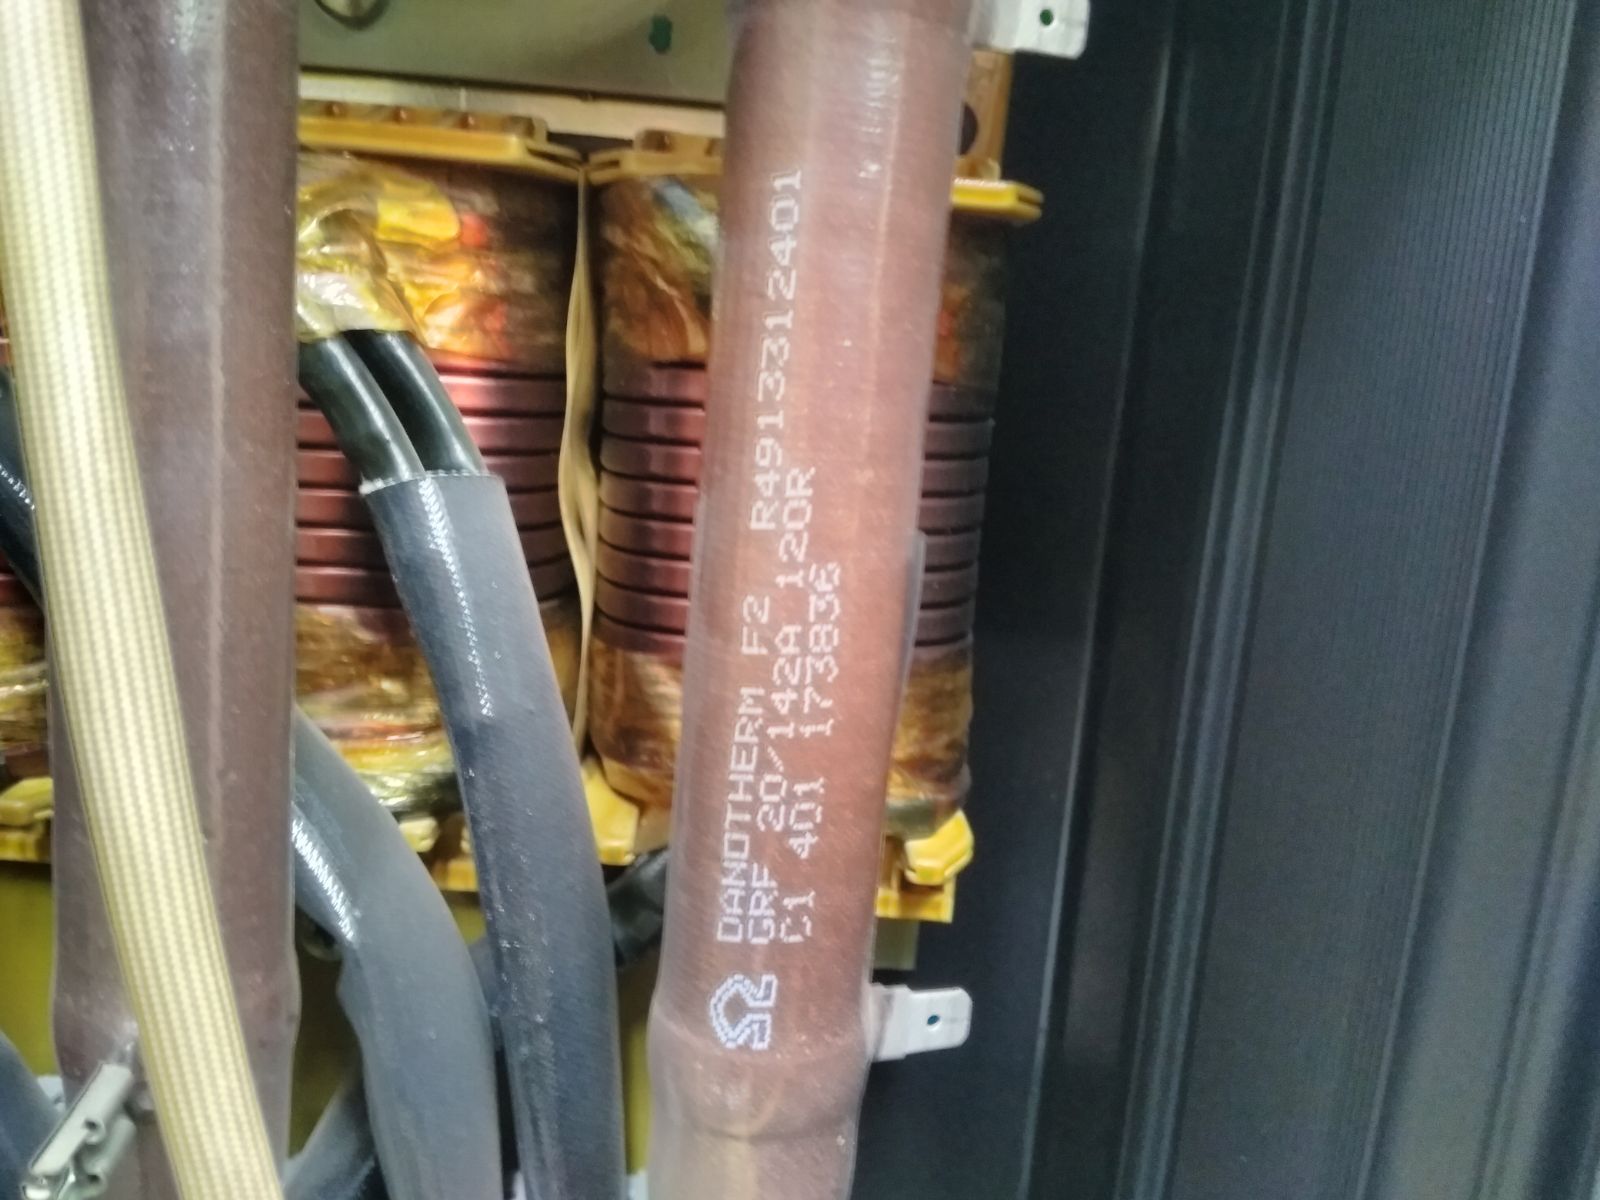 DANOTHERM F2 R4913312401
GRF 20/142A 120R
C1 401 173836